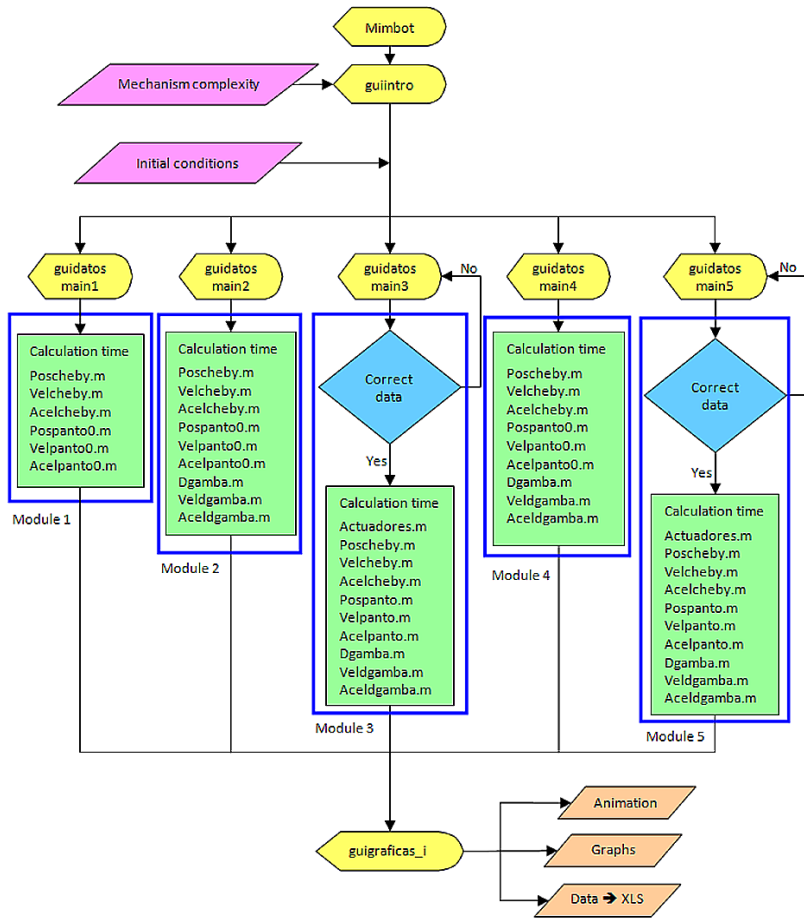 Mimbot
Mechanism complexity
guiintro
Initial conditions
guidatos
main1
guidatos
main2
guidatos
main3
No
guidatos
main4
guidatos
main5
No
Calculation time
Poscheby.m
Velcheby.m
Acelcheby.m
Pospanto0.m
Velpanto0.m
Acelpanto0.m
Module 1
Calculation time
Poscheby.m
Velcheby.m
Acelcheby.m
Pospanto0.m
Velpanto0.m
Acelpanto0.m
Dgamba.m
Veldgamba.m
Aceldgamba.m
Module 2
Correct
data
Yes
Calculation time
Actuadores.m
Poscheby.m
Velcheby.m
Acelcheby.m
Pospanto.m
Velpanto.m
Acelpanto.m
Dgamba.m
Veldgamba.m
Aceldgamba.m
Module 3
Calculation time
Poscheby.m
Velcheby.m
Acelcheby.m
Pospanto0.m
Velpanto0.m
Acelpanto0.m
Dgamba.m
Veldgamba.m
Aceldgamba.m
Module 4
Correct
data
Yes
Calculation time
Actuadores.m
Poscheby.m
Velcheby.m
Acelcheby.m
Pospanto.m
Velpanto.m
Acelpanto.m
Dgamba.m
Veldgamba.m
Aceldgamba.m
Module 5
guigraficas_i
Animation
Graphs
Data ➔ XLS